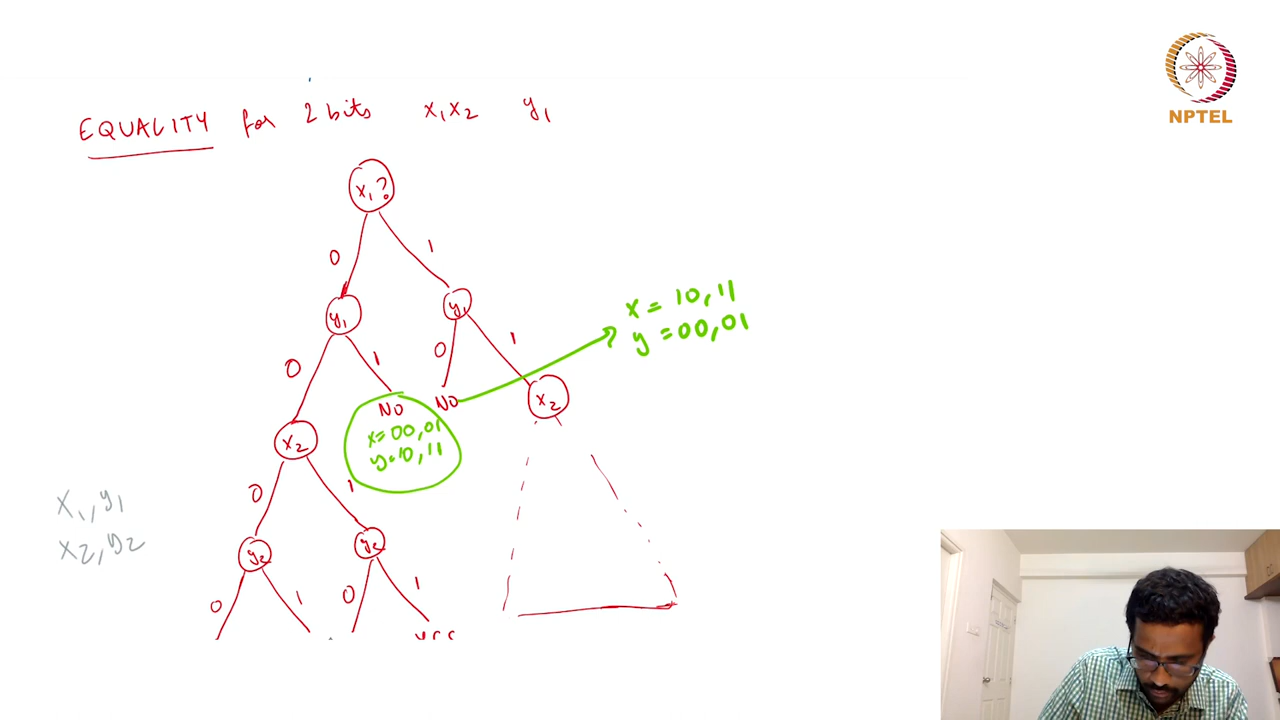 NPTEL
EQUALITY for 2 bits x₁x₂ y₁
x₁?
0 1
y₁ y₁
0 1 0 1
x = 10, 11
y = 00, 01
NO NO x₂
x = 00, 01
y = 10, 11
x₂
0 1
x₁, y₁
x₂, y₂
y₂ y₂
0 1 0 1
YES